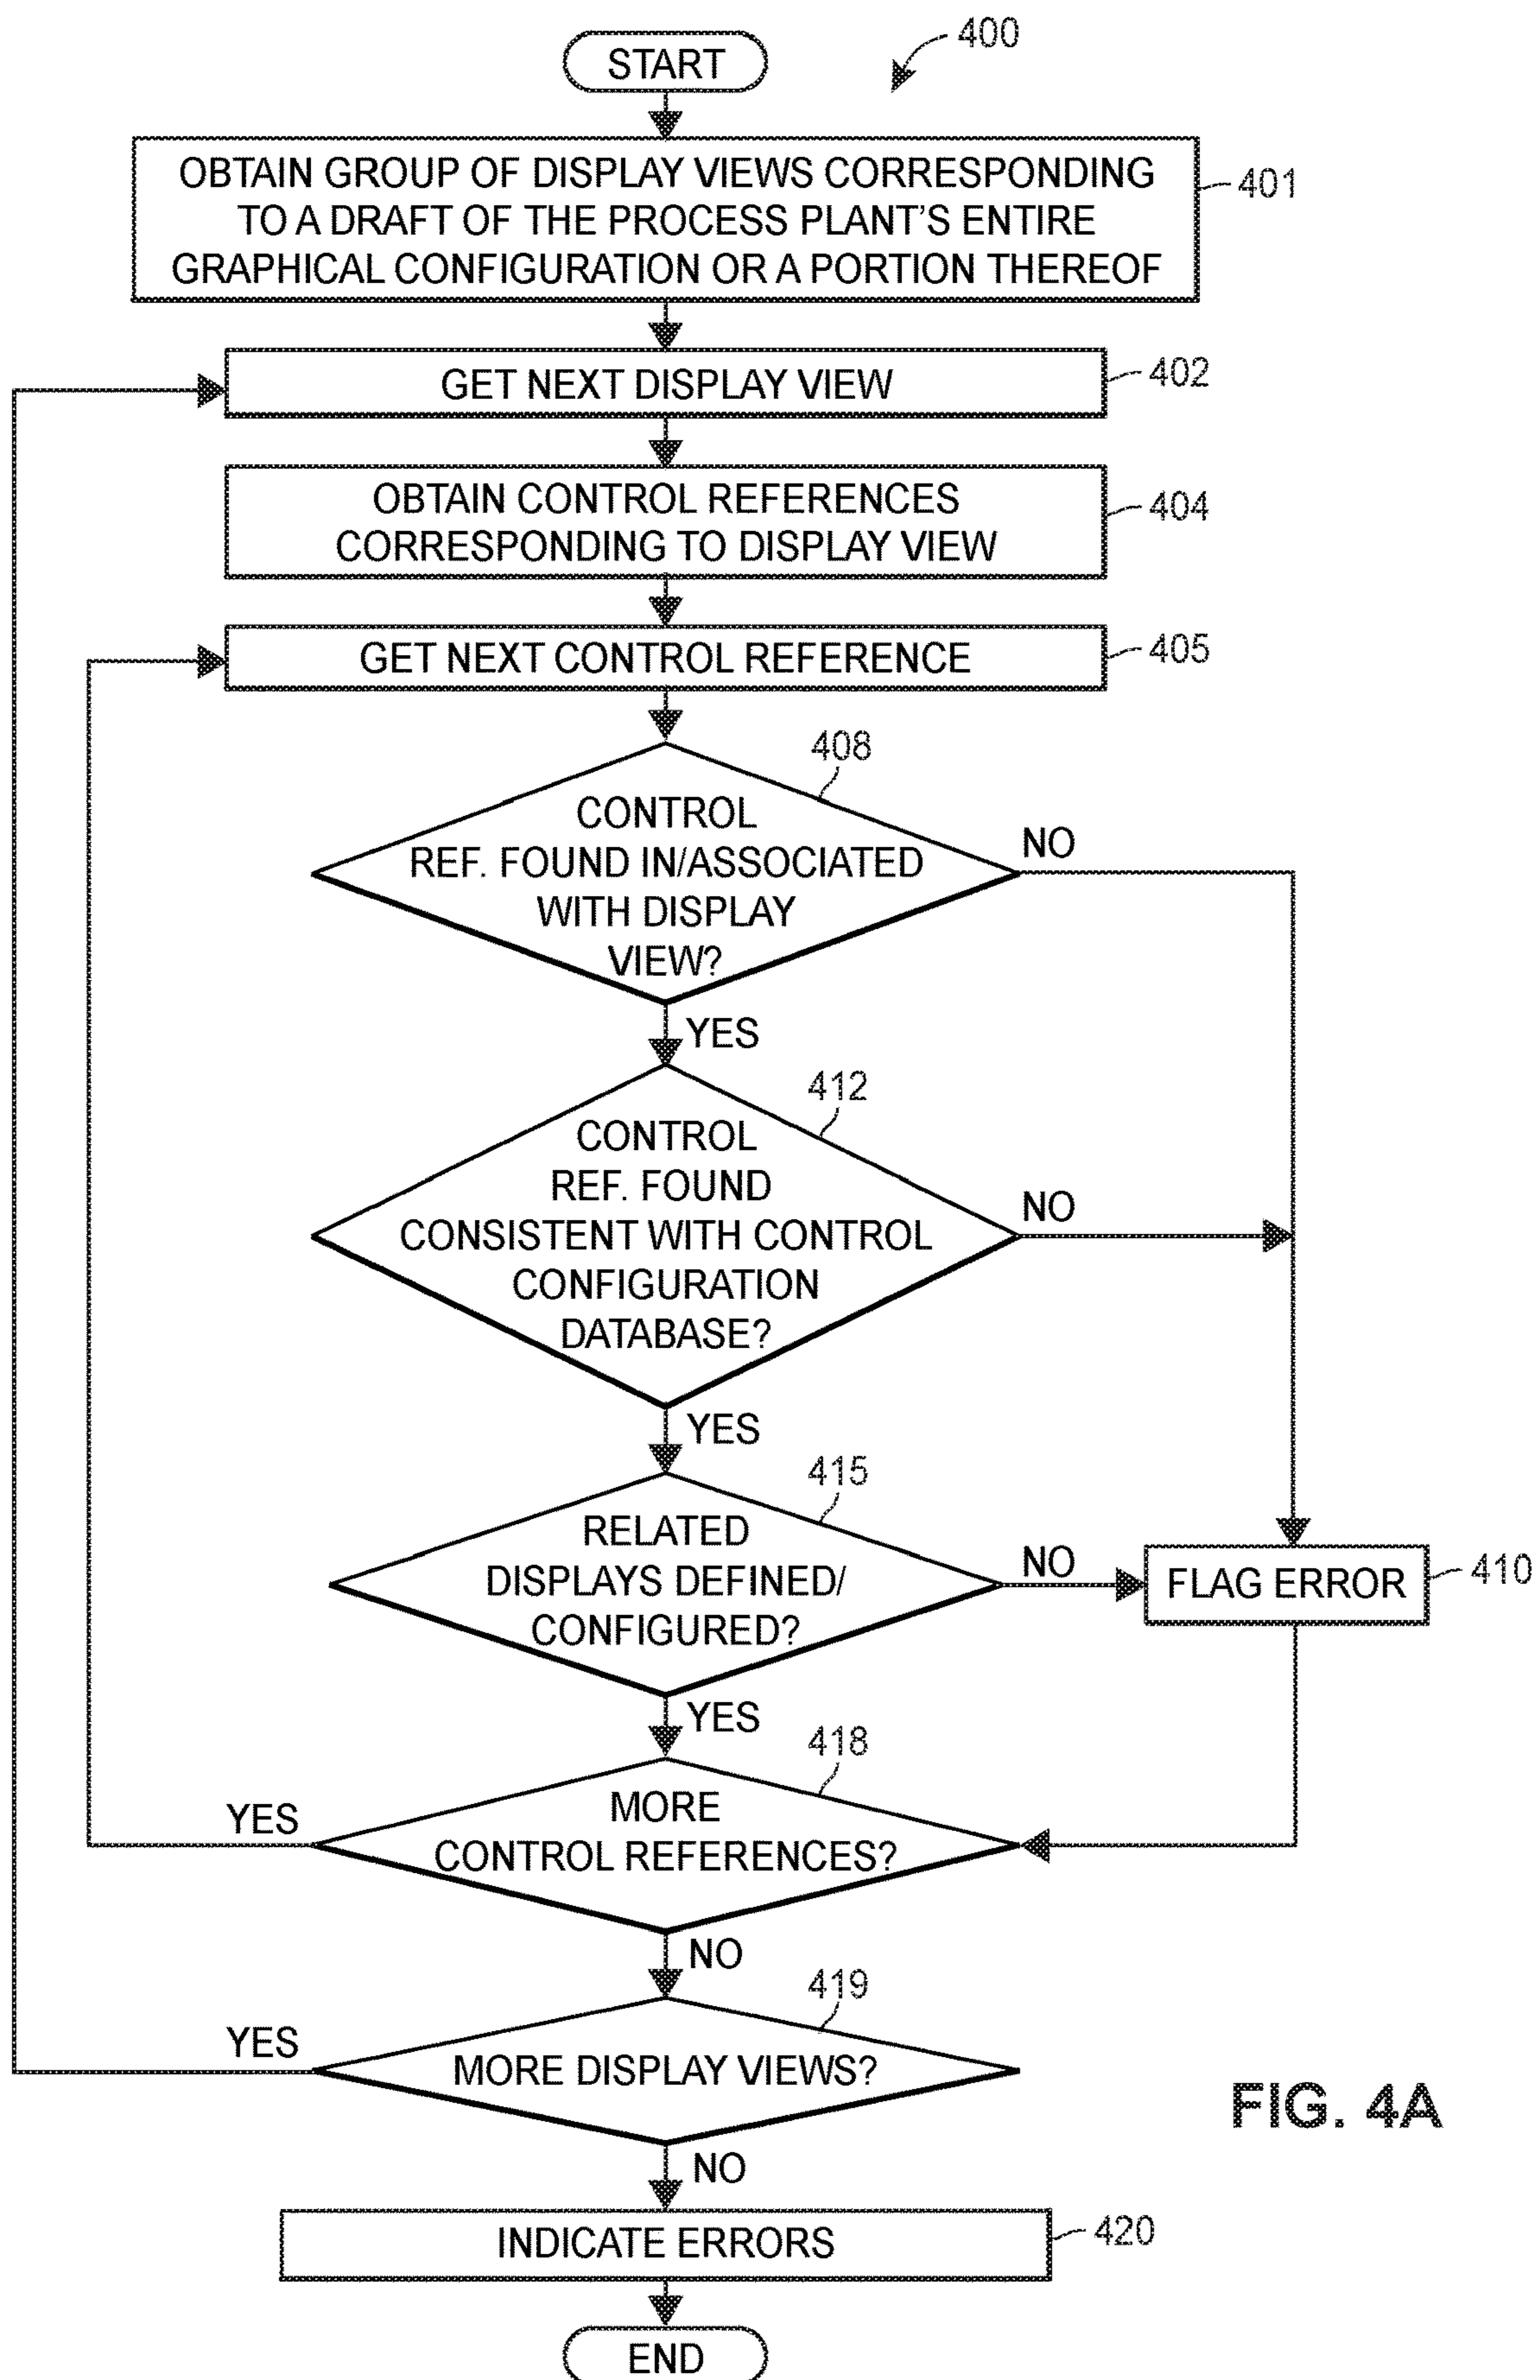 400
START
OBTAIN GROUP OF DISPLAY VIEWS CORRESPONDING
TO A DRAFT OF THE PROCESS PLANT'S ENTIRE
GRAPHICAL CONFIGURATION OR A PORTION THEREOF
401
GET NEXT DISPLAY VIEW
402
OBTAIN CONTROL REFERENCES
CORRESPONDING TO DISPLAY VIEW
404
GET NEXT CONTROL REFERENCE
405
408
CONTROL
REF. FOUND IN/ASSOCIATED
WITH DISPLAY
VIEW?
NO
YES
412
CONTROL
REF. FOUND
CONSISTENT WITH CONTROL
CONFIGURATION
DATABASE?
NO
YES
415
RELATED
DISPLAYS DEFINED/
CONFIGURED?
NO
FLAG ERROR
410
YES
418
MORE
CONTROL REFERENCES?
YES
NO
419
MORE DISPLAY VIEWS?
YES
NO
FIG. 4A
INDICATE ERRORS
420
END